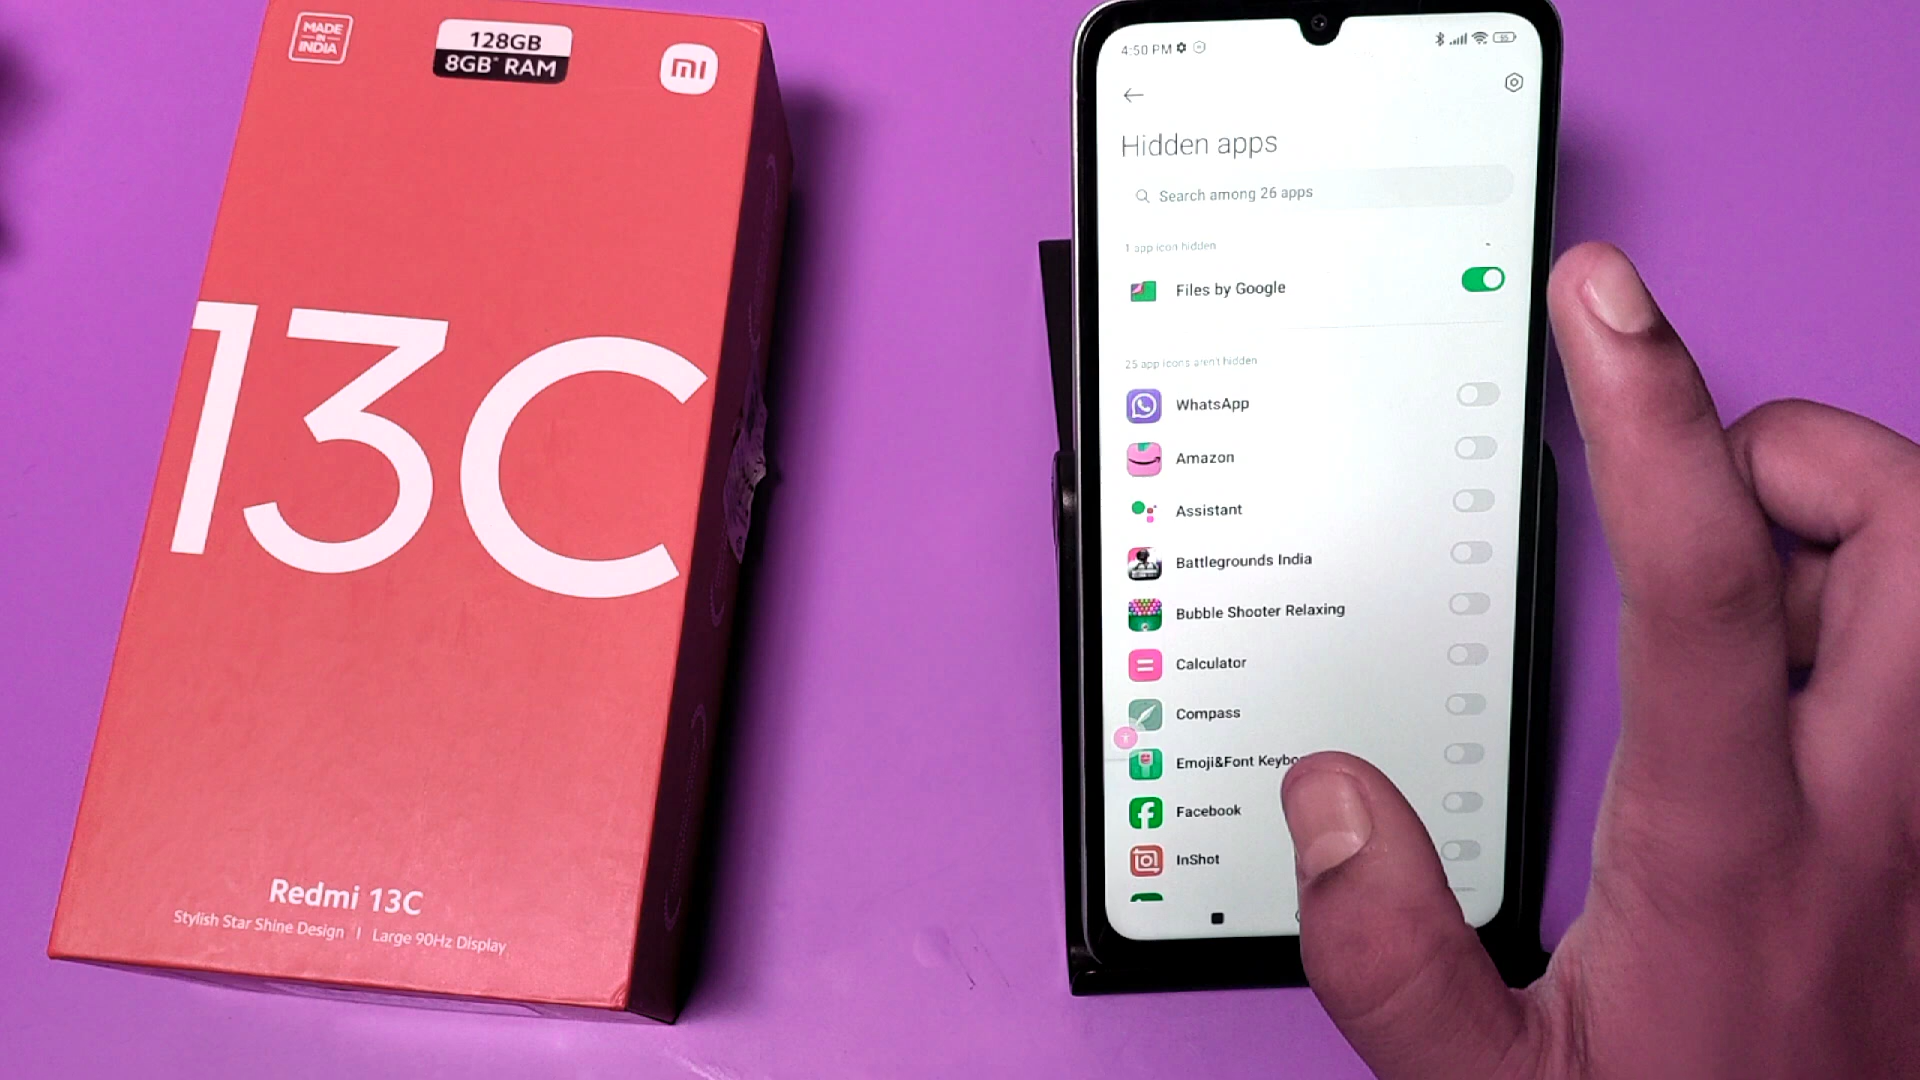 MADE
IN
INDIA
128GB
8GB* RAM
mi
13C
Redmi 13C
Stylish Star Shine Design | Large 90Hz Display
4:50 PM
Hidden apps
Search among 26 apps
1 app icon hidden
Files by Google
25 app icons aren't hidden
WhatsApp
Amazon
Assistant
Battlegrounds India
Bubble Shooter Relaxing
Calculator
Compass
Emoji&Font Keybo
Facebook
InShot